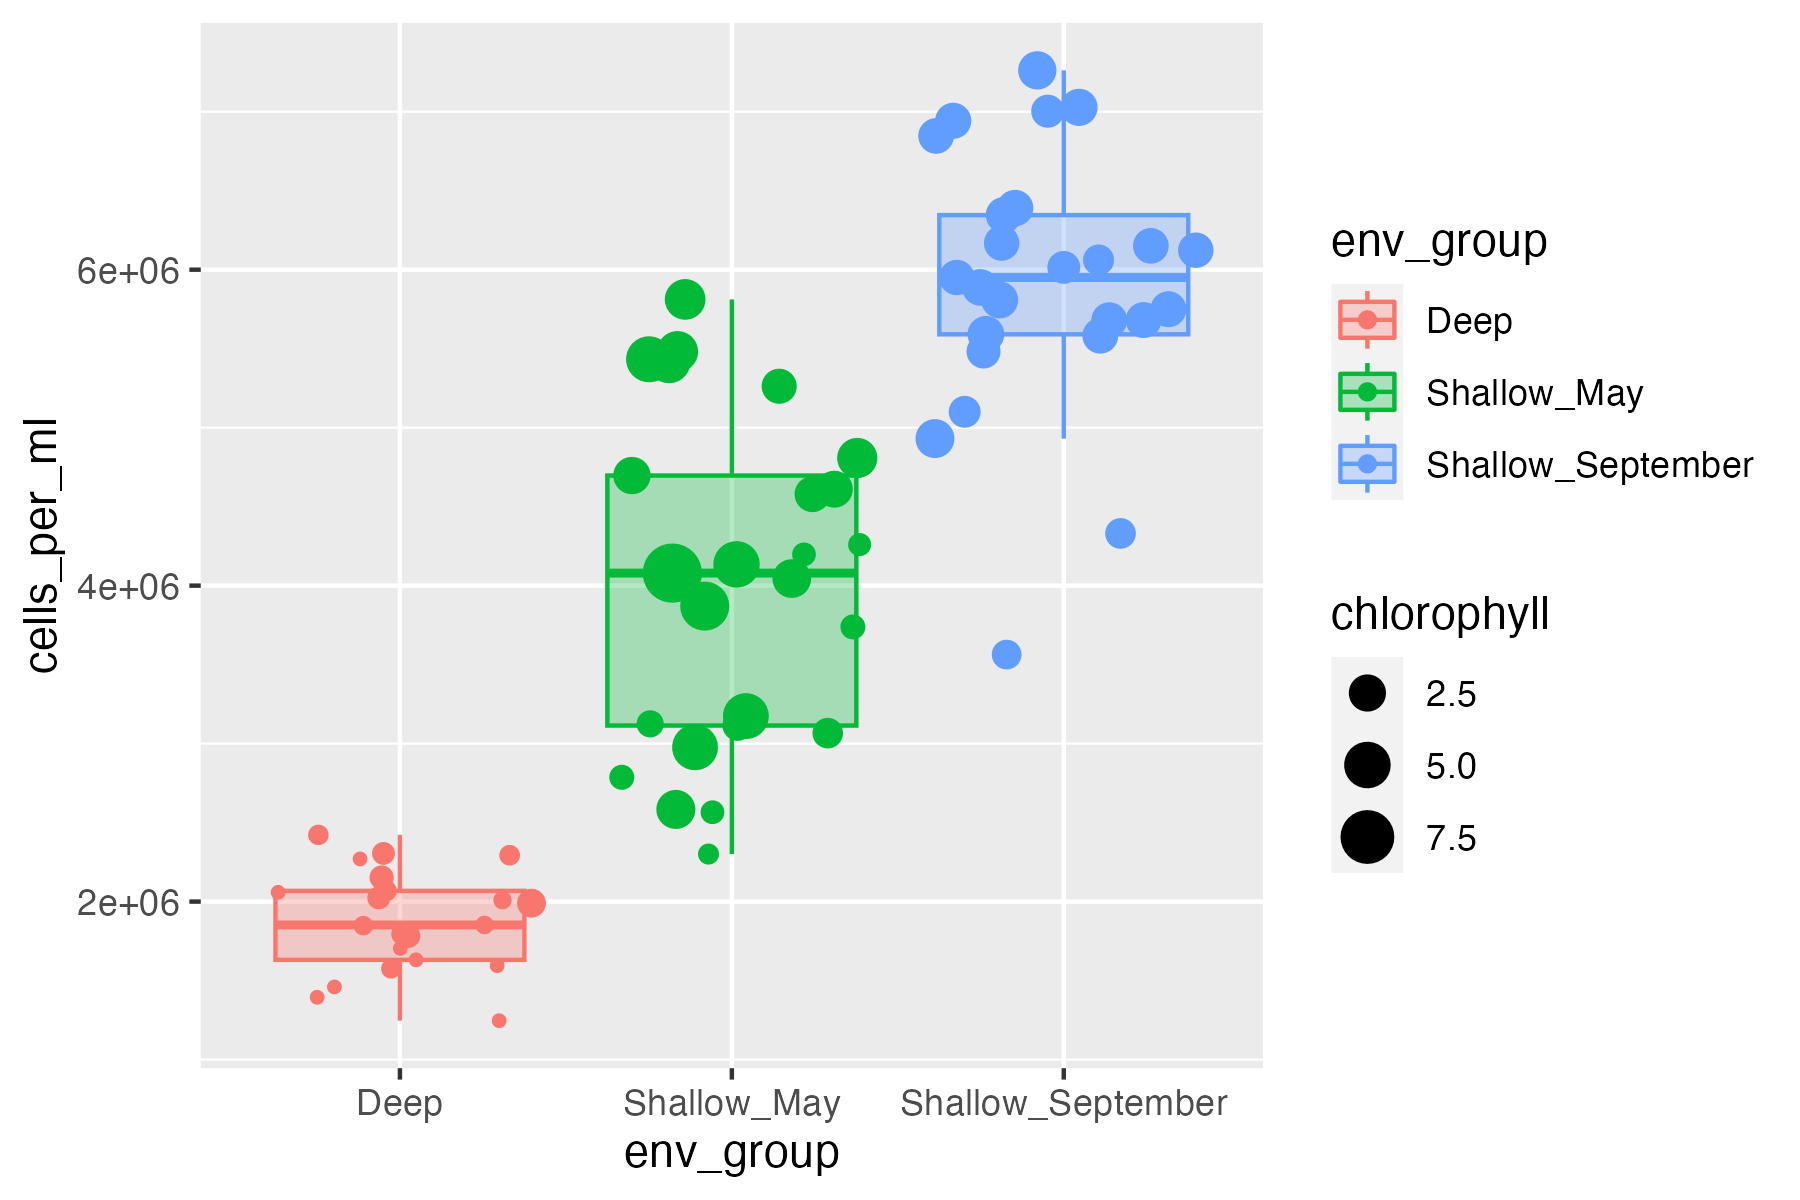 cells_per_ml
6e+06
4e+06
2e+06
Deep
Shallow_May
Shallow_September
env_group
env_group
Deep
Shallow_May
Shallow_September
chlorophyll
2.5
5.0
7.5